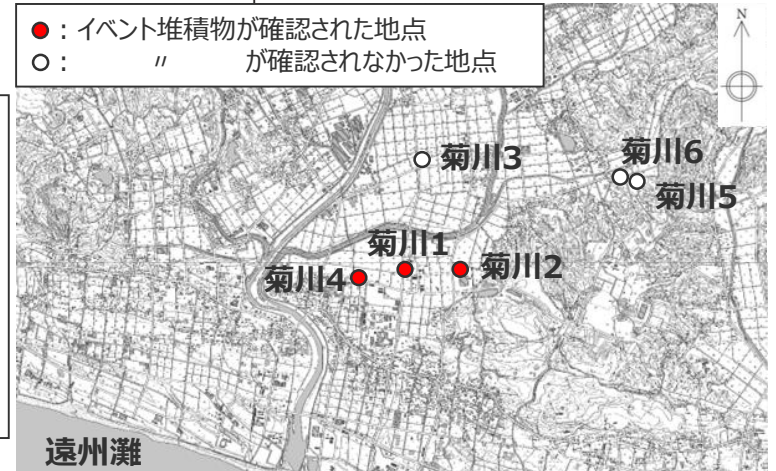 ● : イベント堆積物が確認された地点
○ : 〃 が確認されなかった地点
N
菊川3
菊川6
菊川5
菊川1
菊川2
菊川4
遠州灘